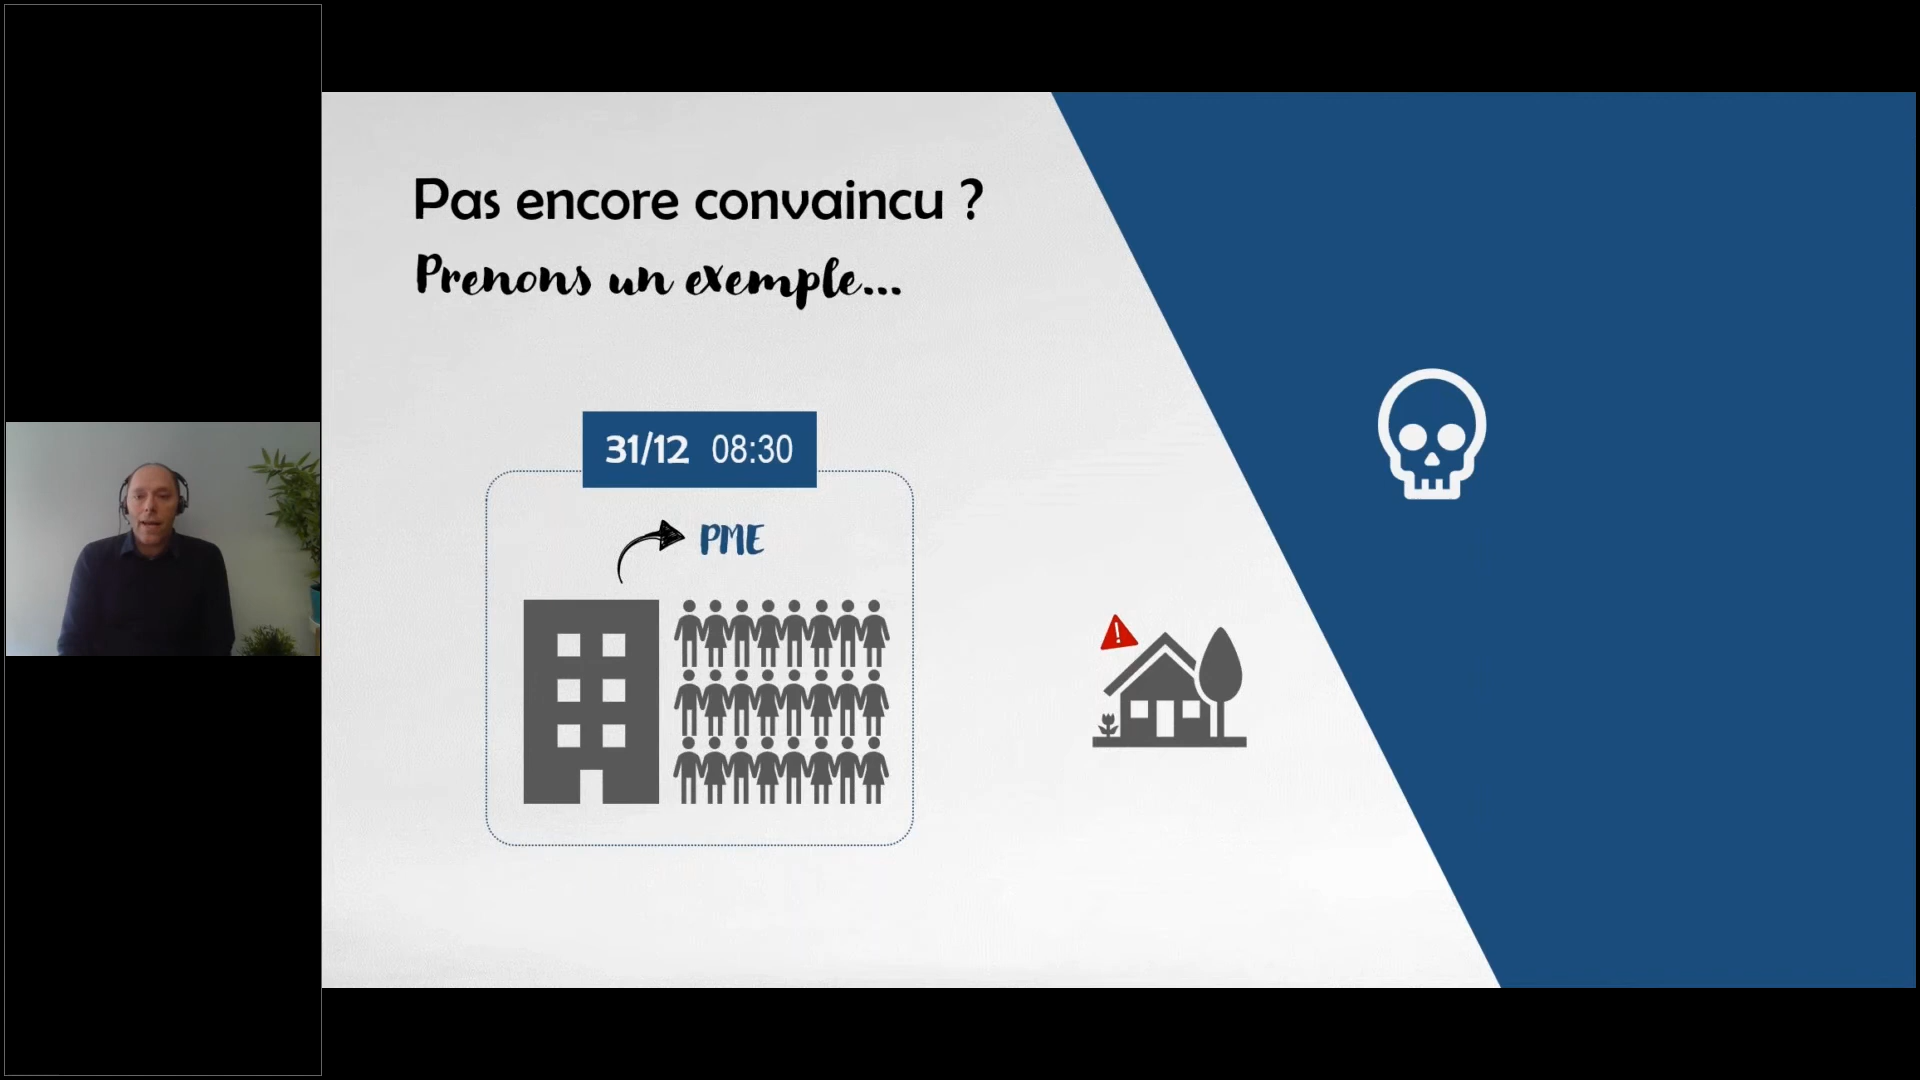 Pas encore convaincu ?
Prenons un exemple...
31/12 08:30
PME
!